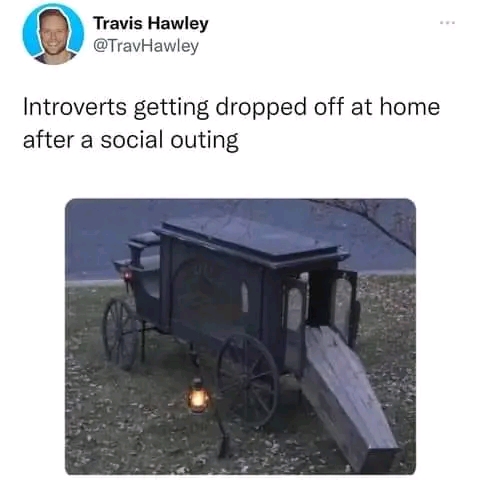 Travis Hawley
@TravHawley
Introverts getting dropped off at home
after a social outing